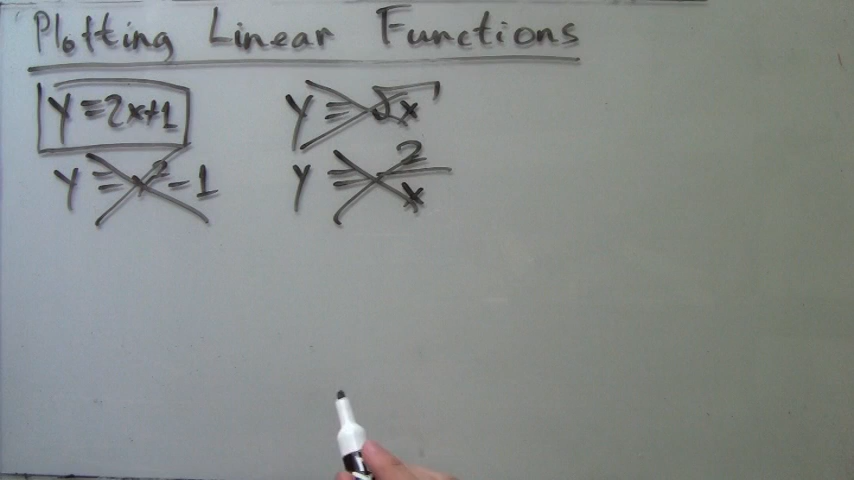 Plotting Linear Functions
y = 2x+1
y = √x
y = x² - 1
y = 2/x